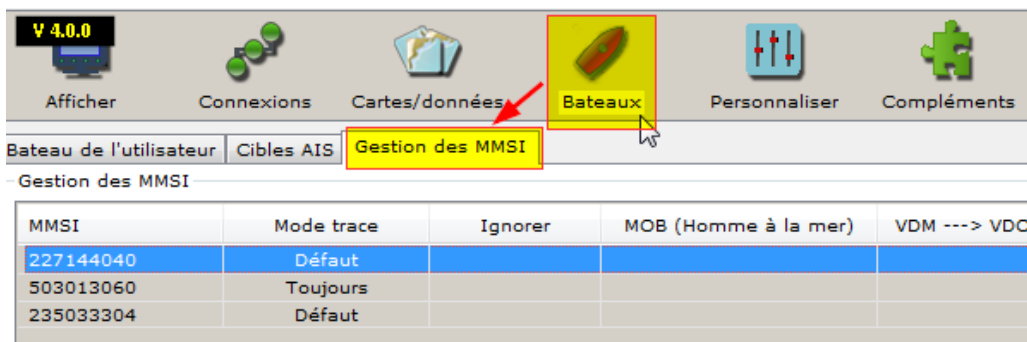 V 4.0.0
Afficher Connexions Cartes/données Bateaux Personnaliser Compléments
Bateau de l'utilisateur Cibles AIS Gestion des MMSI
Gestion des MMSI
MMSI Mode trace Ignorer MOB (Homme à la mer) VDM ---> VDO
227144040 Défaut
503013060 Toujours
235033304 Défaut